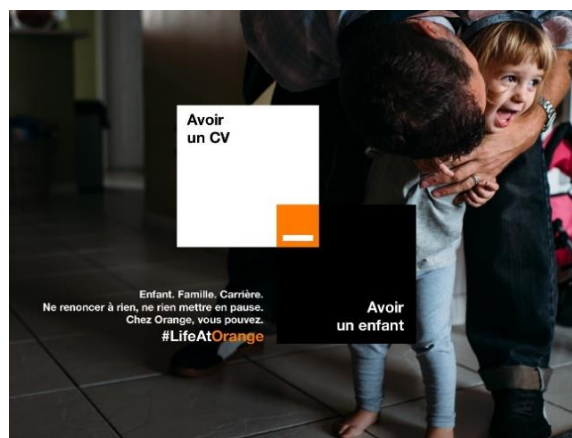 Avoir
un CV
Enfant. Famille. Carrière.
Ne renoncer à rien, ne rien mettre en pause.
Chez Orange, vous pouvez.
#LifeAtOrange
Avoir
un enfant